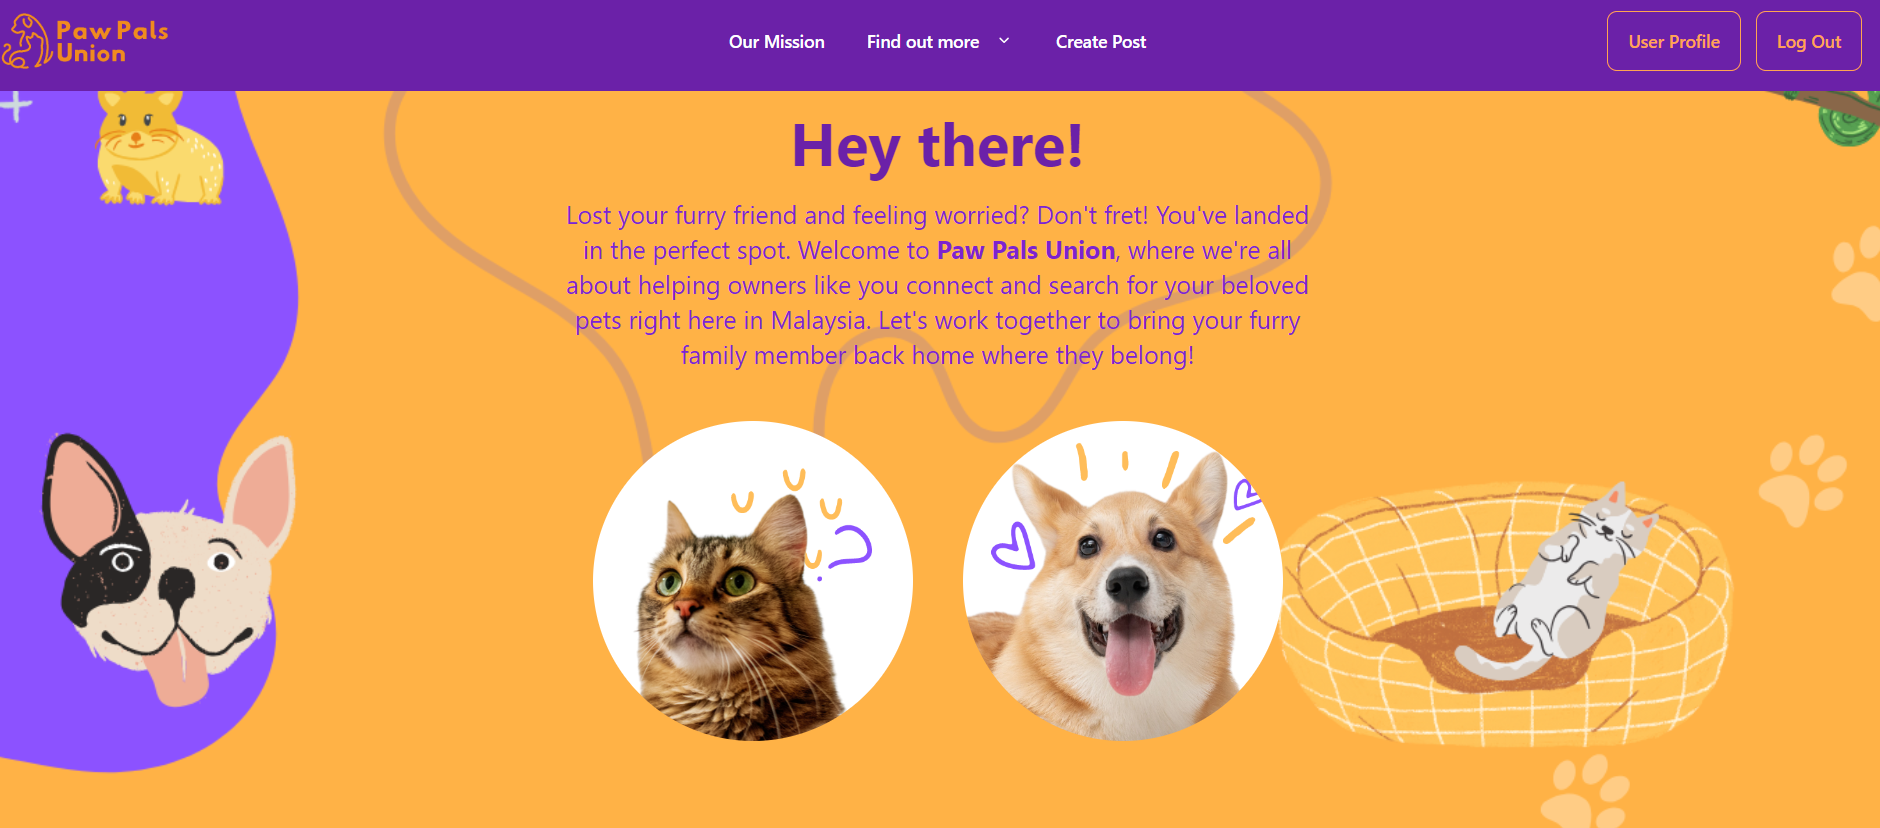 Paw Pals
Union
Our Mission
Find out more
Create Post
User Profile
Log Out
Hey there!
Lost your furry friend and feeling worried? Don't fret! You've landed
in the perfect spot. Welcome to Paw Pals Union, where we're all
about helping owners like you connect and search for your beloved
pets right here in Malaysia. Let's work together to bring your furry
family member back home where they belong!